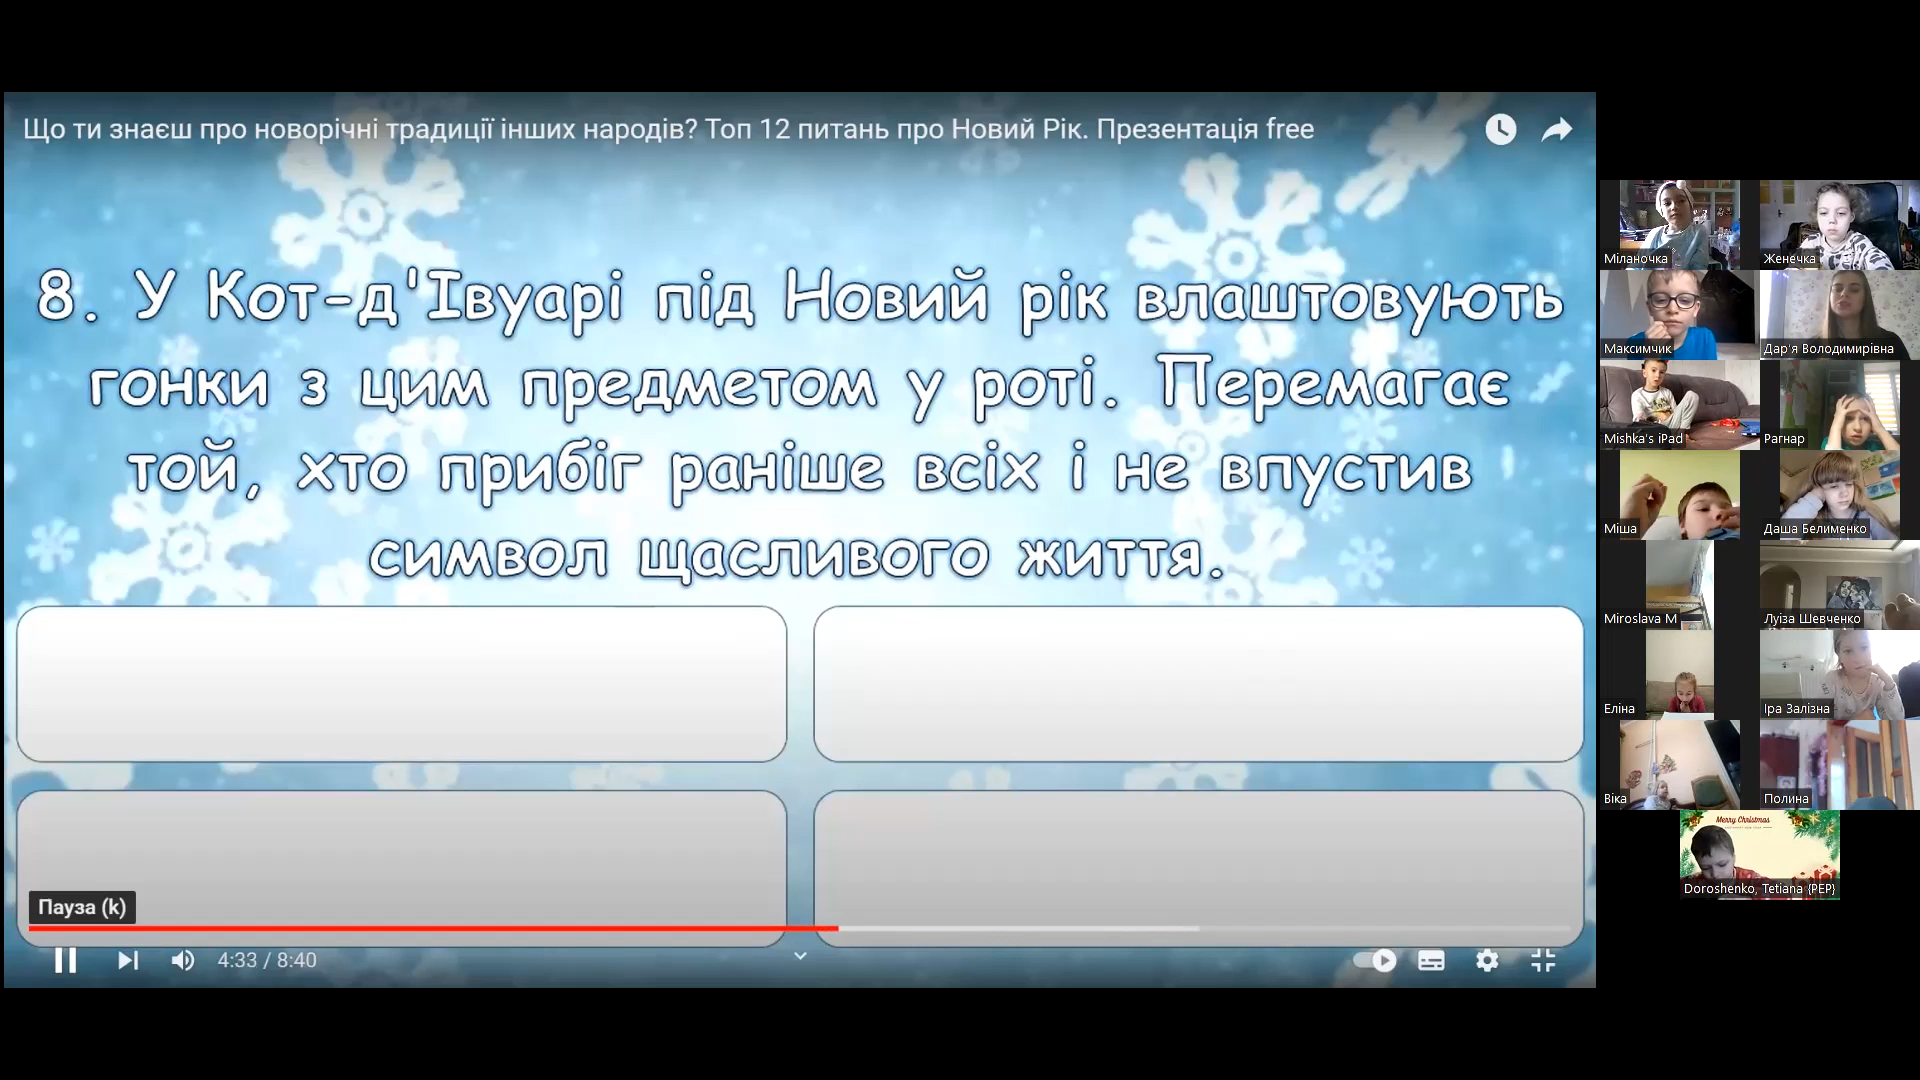 Що ти знаєш про новорічні традиції інших народів? Топ 12 питань про Новий Рік. Презентація free
8. У Кот-д'Івуарі під Новий рік влаштовують
гонки з цим предметом у роті. Перемагає
той, хто прибіг раніше всіх і не впустив
символ щасливого життя.
Пауза (k)
4:33 / 8:40
Міланочка
Женечка
Максимчик
Дар'я Володимирівна
Mishka's iPad
Рагнар
Міша
Даша Белименко
Miroslava M
Луіза Шевченко
Еліна
Іра Залізна
Віка
Полина
Merry Christmas
Doroshenko, Tetiana {PEP}